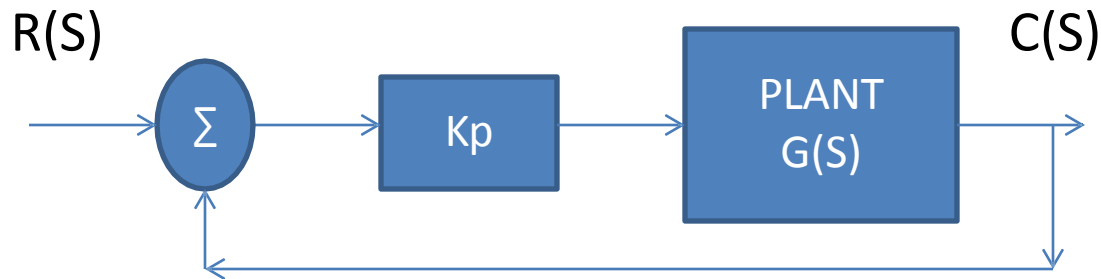 R(S)
C(S)
Σ
Kp
PLANT
G(S)